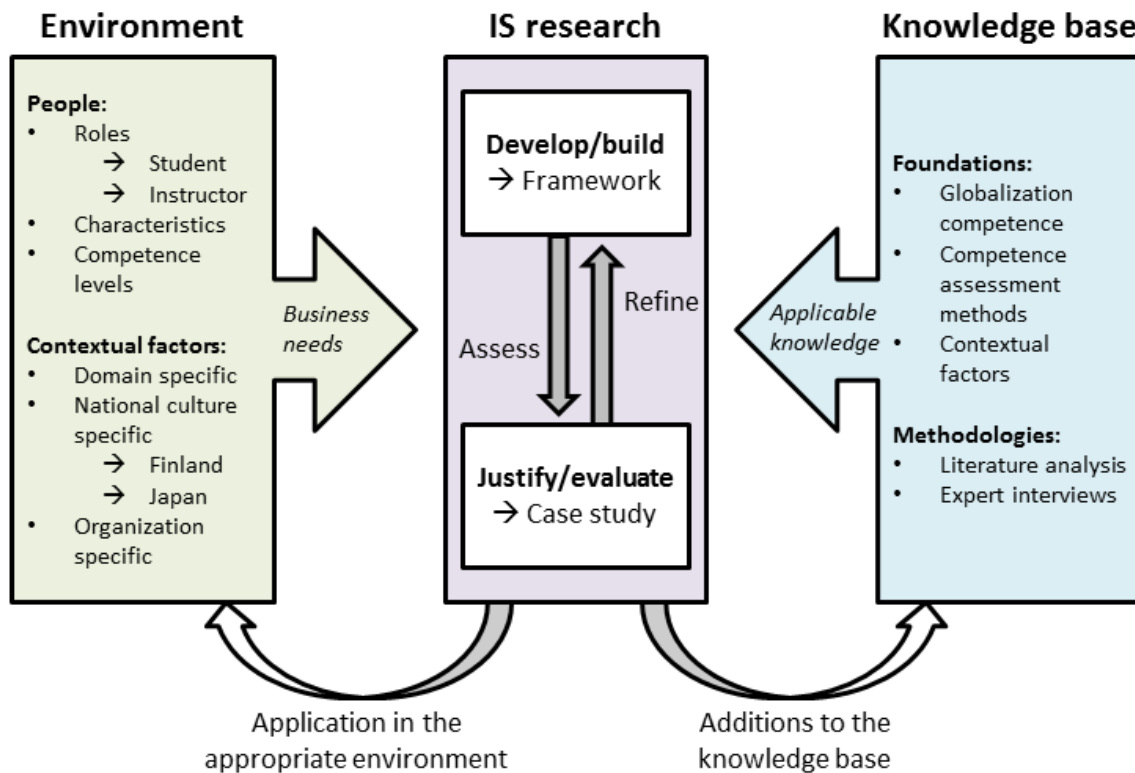 Environment
People:
• Roles
→ Student
→ Instructor
• Characteristics
• Competence
levels
Contextual factors:
• Domain specific
• National culture
specific
→ Finland
→ Japan
• Organization
specific
Business
needs
IS research
Develop/build
→ Framework
Assess
Refine
Justify/evaluate
→ Case study
Knowledge base
Foundations:
• Globalization
competence
• Competence
assessment
methods
• Contextual
factors
Methodologies:
• Literature analysis
• Expert interviews
Applicable
knowledge
Application in the
appropriate environment
Additions to the
knowledge base